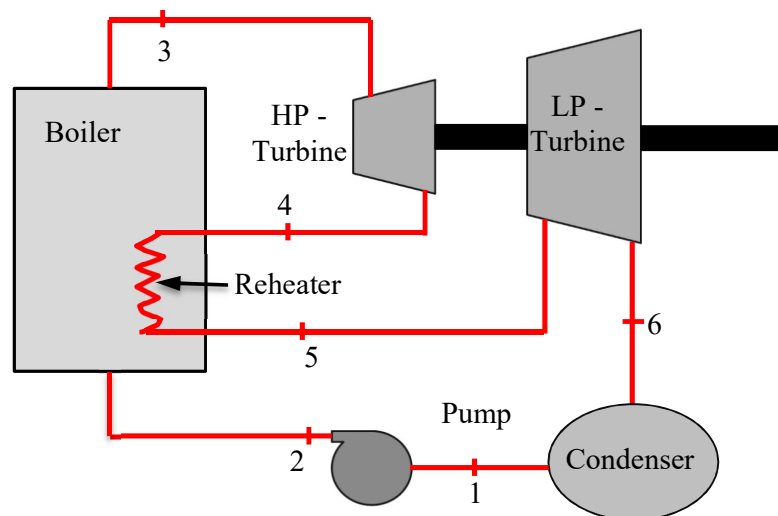 3
Boiler
HP -
Turbine
LP -
Turbine
4
Reheater
5
6
Pump
2
1
Condenser